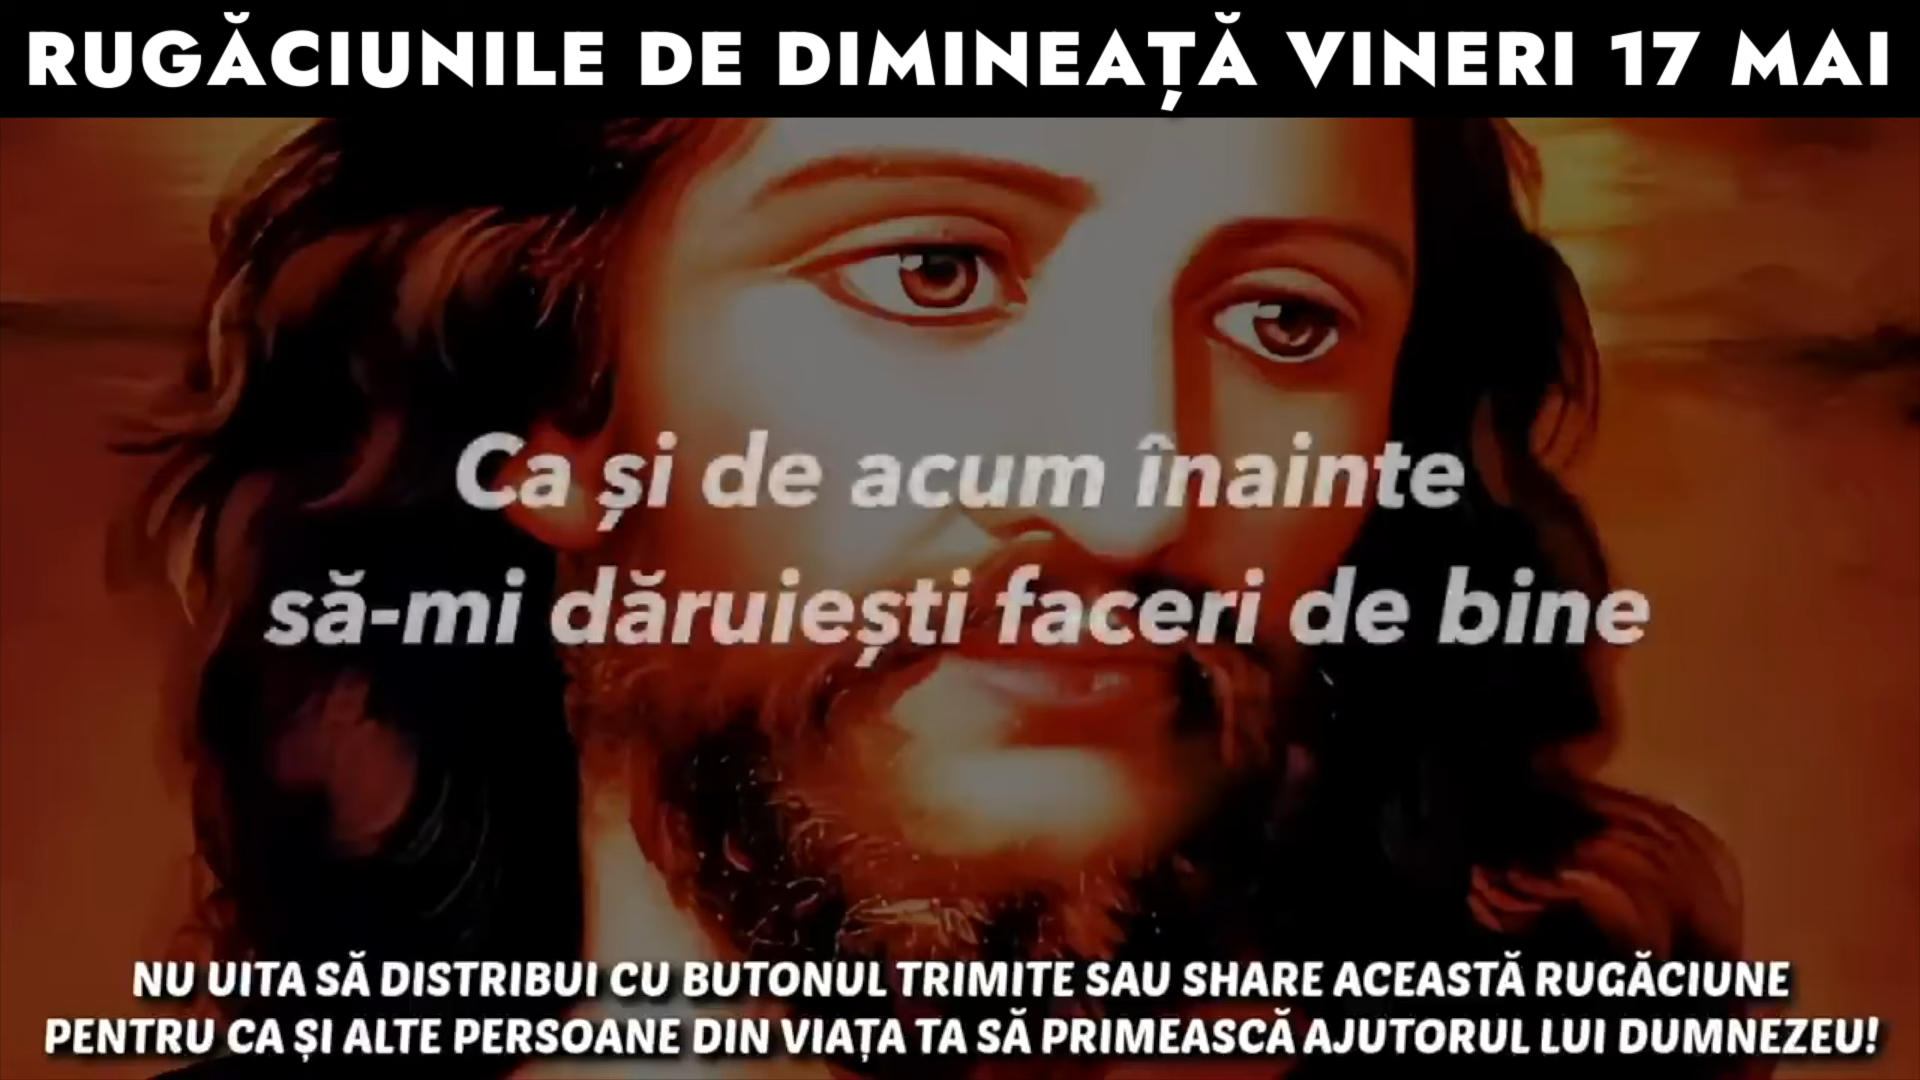 RUGĂCIUNILE DE DIMINEAȚĂ VINERI 17 MAI
Ca și de acum înainte
să-mi dăruiești faceri de bine
NU UITA SĂ DISTRIBUI CU BUTONUL TRIMITE SAU SHARE ACEASTĂ RUGĂCIUNE
PENTRU CA ȘI ALTE PERSOANE DIN VIAȚA TA SĂ PRIMEASCĂ AJUTORUL LUI DUMNEZEU!